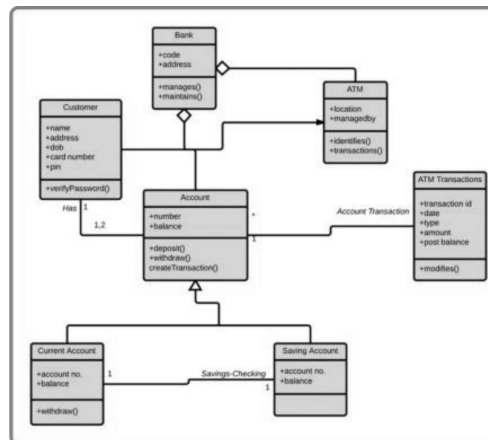 Bank
+code
+address
+manages()
+maintains()
ATM
+location
+managedby
+identifies()
+transactions()
Customer
+name
+address
+dob
+card number
+pin
+verifyPassword()
Has
1
1,2
Account
+number
+balance
+deposit()
+withdraw()
createTransaction()
*
1
Account Transaction
ATM Transactions
+transaction id
+date
+type
+amount
+post balance
+modifies()
Current Account
+account no.
+balance
+withdraw()
1
Savings-Checking
1
Saving Account
+account no.
+balance